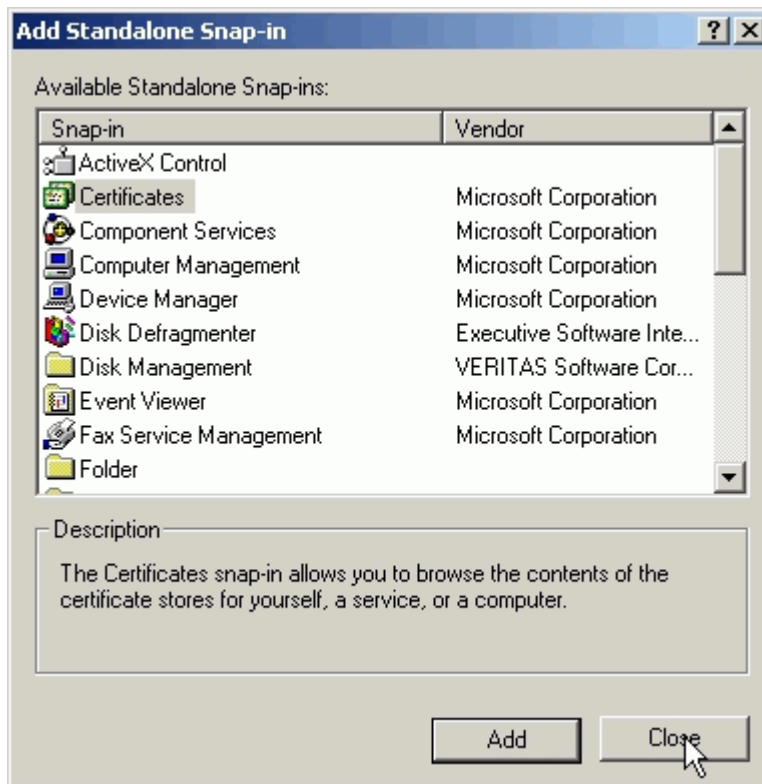 Add Standalone Snap-in
Available Standalone Snap-ins:
Snap-in Vendor
ActiveX Control
Certificates Microsoft Corporation
Component Services Microsoft Corporation
Computer Management Microsoft Corporation
Device Manager Microsoft Corporation
Disk Defragmenter Executive Software Inte...
Disk Management VERITAS Software Cor...
Event Viewer Microsoft Corporation
Fax Service Management Microsoft Corporation
Folder
Description
The Certificates snap-in allows you to browse the contents of the
certificate stores for yourself, a service, or a computer.
Add Close